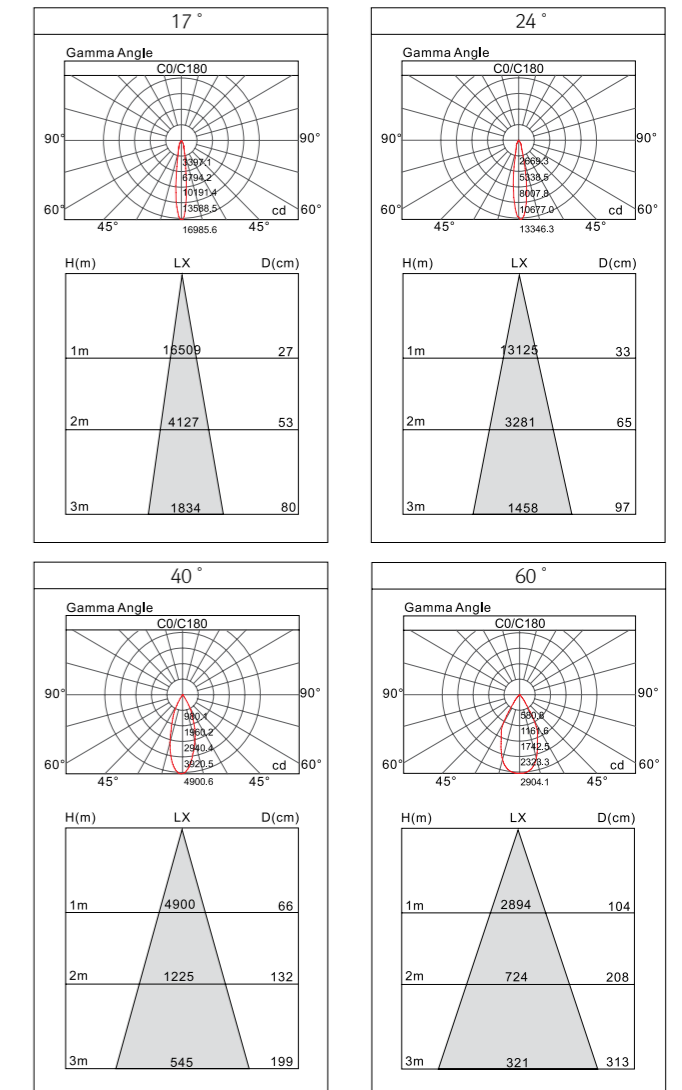 17 °
Gamma Angle
C0/C180
90° 90°
3397.1
6794.2
10191.4
13588.5
60° cd 60°
45° 16985.6 45°
H(m) LX D(cm)
1m 16509 27
2m 4127 53
3m 1834 80
24 °
Gamma Angle
C0/C180
90° 90°
2669.3
5338.5
8007.8
10677.0
60° cd 60°
45° 13346.3 45°
H(m) LX D(cm)
1m 13125 33
2m 3281 65
3m 1458 97
40 °
Gamma Angle
C0/C180
90° 90°
980.1
1960.2
2940.4
3920.5
60° cd 60°
45° 4900.6 45°
H(m) LX D(cm)
1m 4900 66
2m 1225 132
3m 545 199
60 °
Gamma Angle
C0/C180
90° 90°
580.8
1161.6
1742.5
2323.3
60° cd 60°
45° 2904.1 45°
H(m) LX D(cm)
1m 2894 104
2m 724 208
3m 321 313